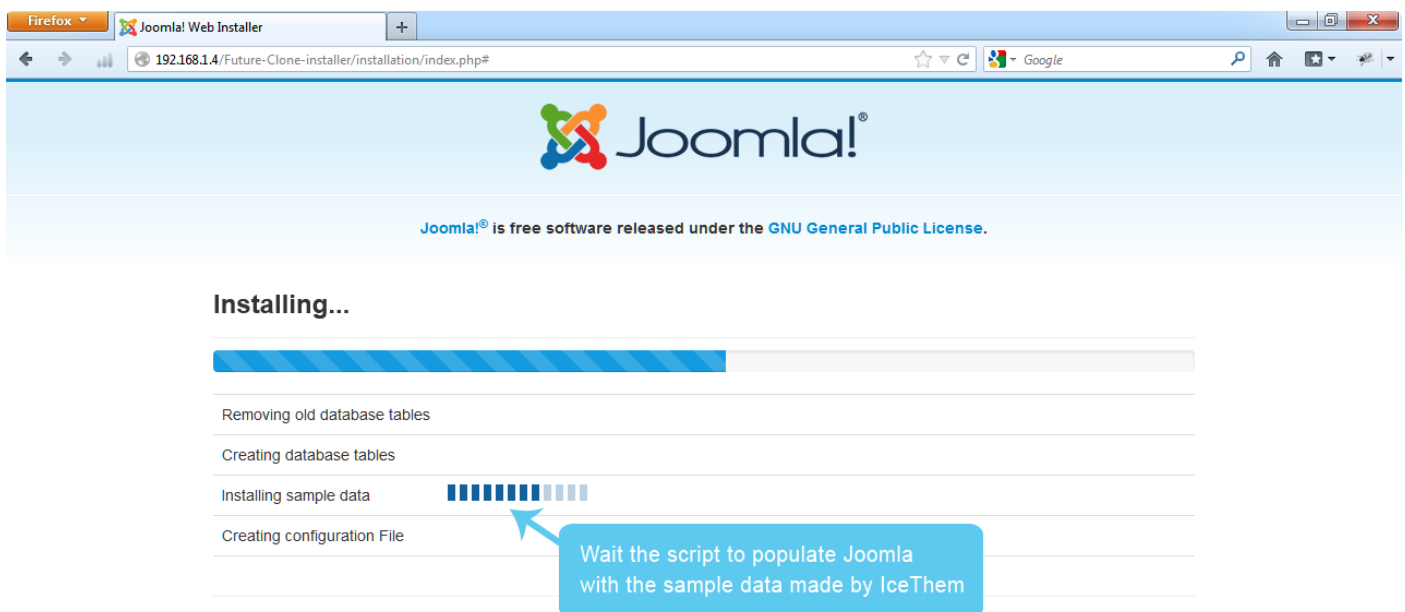 Firefox
Joomla! Web Installer
192.168.1.4/Future-Clone-installer/installation/index.php#
Google
Joomla!®
Joomla!® is free software released under the GNU General Public License.
Installing...
Removing old database tables
Creating database tables
Installing sample data
Creating configuration File
Wait the script to populate Joomla
with the sample data made by IceThem